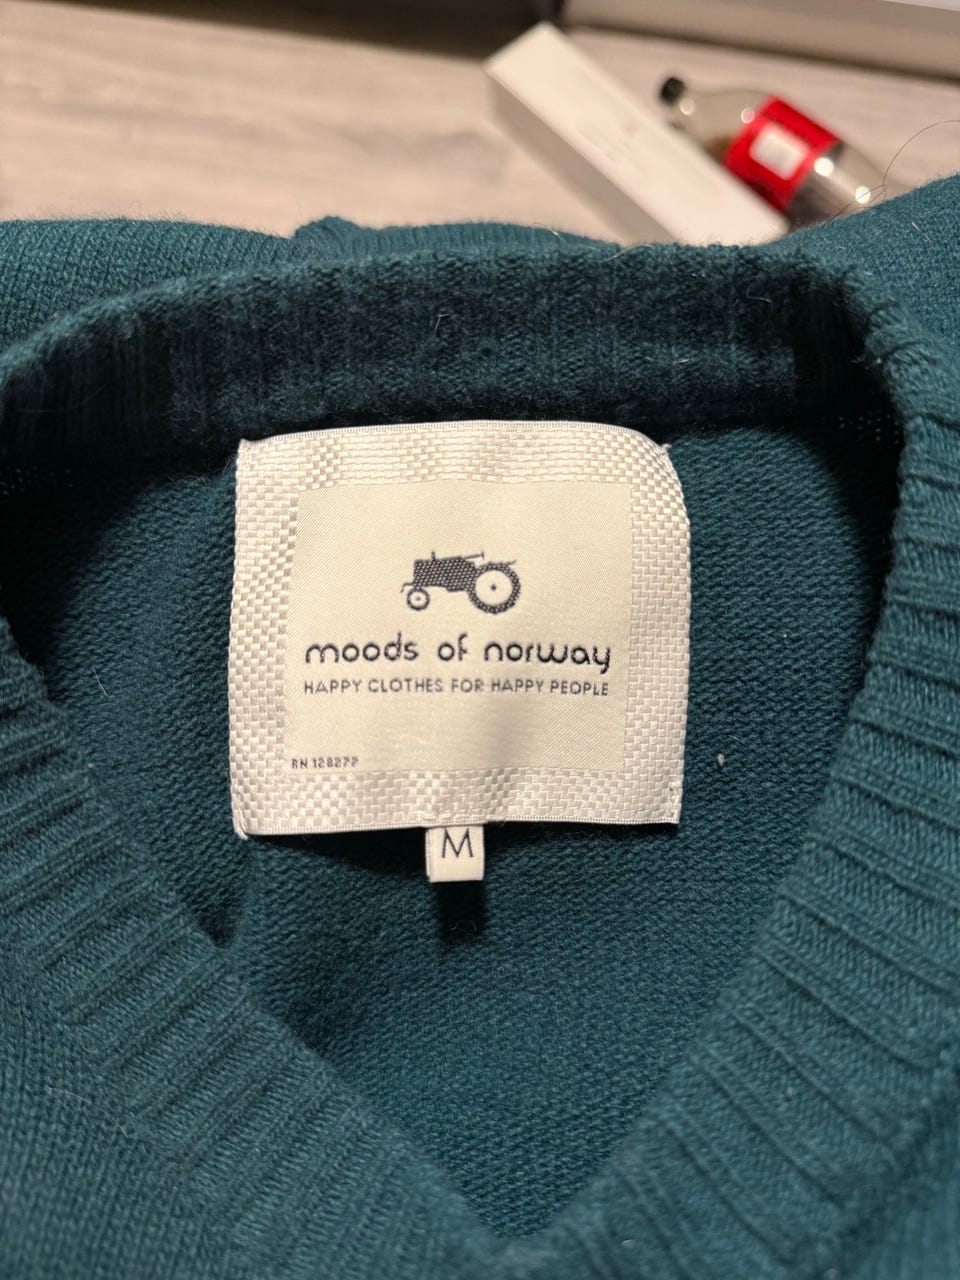 moods of norway
HAPPY CLOTHES FOR HAPPY PEOPLE
RN 128277
M